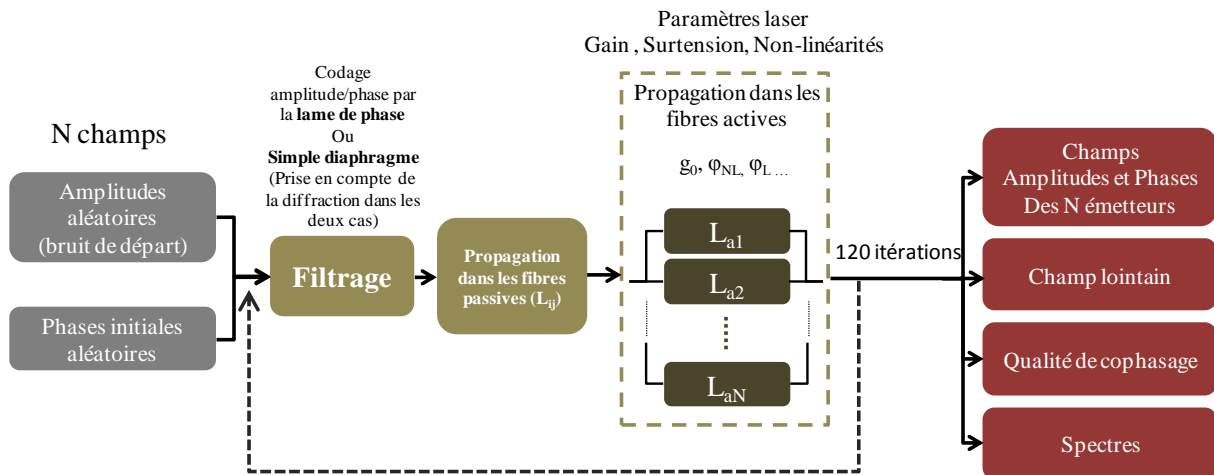 N champs
Amplitudes
aléatoires
(bruit de départ)
Phases initiales
aléatoires
Codage
amplitude/phase par
la lame de phase
Ou
Simple diaphragme
(Prise en compte de
la diffraction dans les
deux cas)
Filtrage
Propagation
dans les fibres
passives (Lij)
Paramètres laser
Gain , Surtension, Non-linéarités
Propagation dans les
fibres actives
g0, φNL, φL ...
La1
La2
LaN
120 itérations
Champs
Amplitudes et Phases
Des N émetteurs
Champ lointain
Qualité de cophasage
Spectres